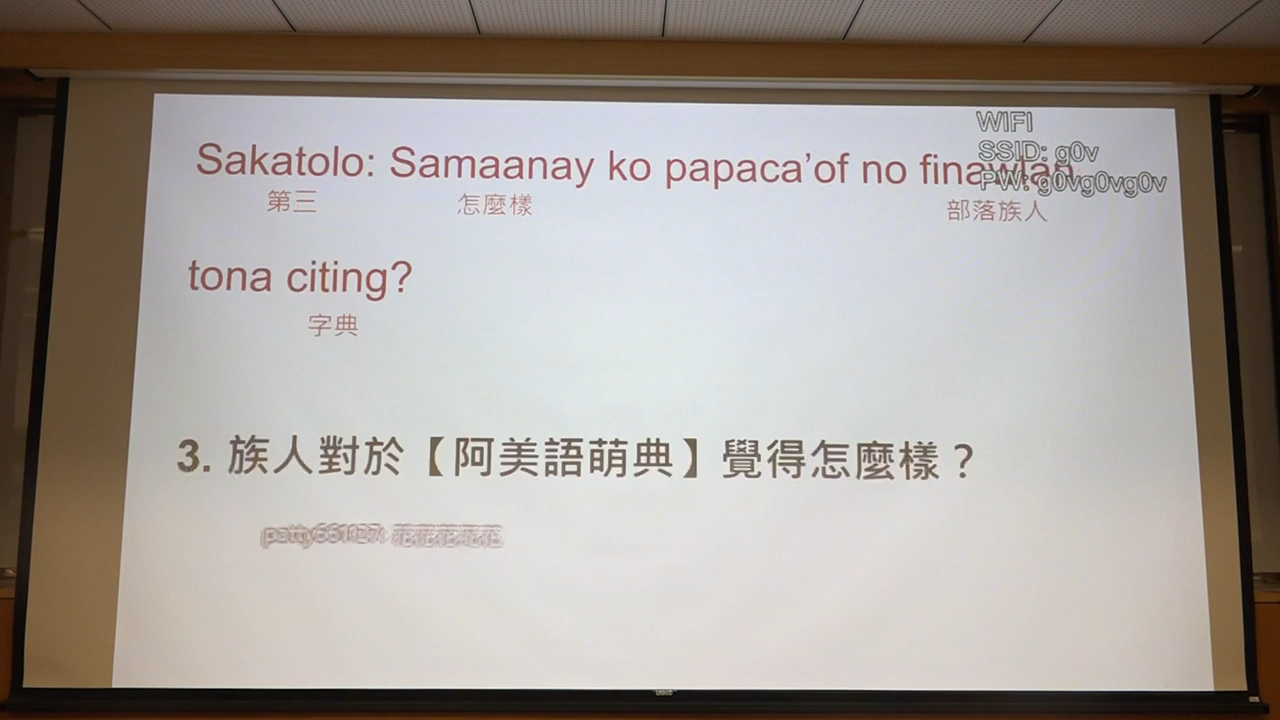 WIFI
SSID: g0v
PW: g0vg0vg0v
Sakatolo: Samaanay ko papaca’of no finawlan
第三 怎麼樣 部落族人
tona citing?
字典
3. 族人對於【阿美語萌典】覺得怎麼樣？